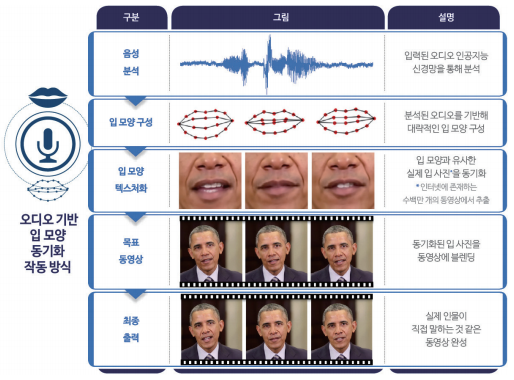 구분
그림
설명
음성
분석
입력된 오디오 인공지능
신경망을 통해 분석
입 모양 구성
분석된 오디오를 기반해
대략적인 입 모양 구성
입 모양
텍스처화
입 모양과 유사한
실제 입 사진*을 동기화
*인터넷에 존재하는
수백만 개의 동영상에서 추출
오디오 기반
입 모양
동기화
작동 방식
목표
동영상
동기화된 입 사진을
동영상에 블렌딩
최종
출력
실제 인물이
직접 말하는 것 같은
동영상 완성